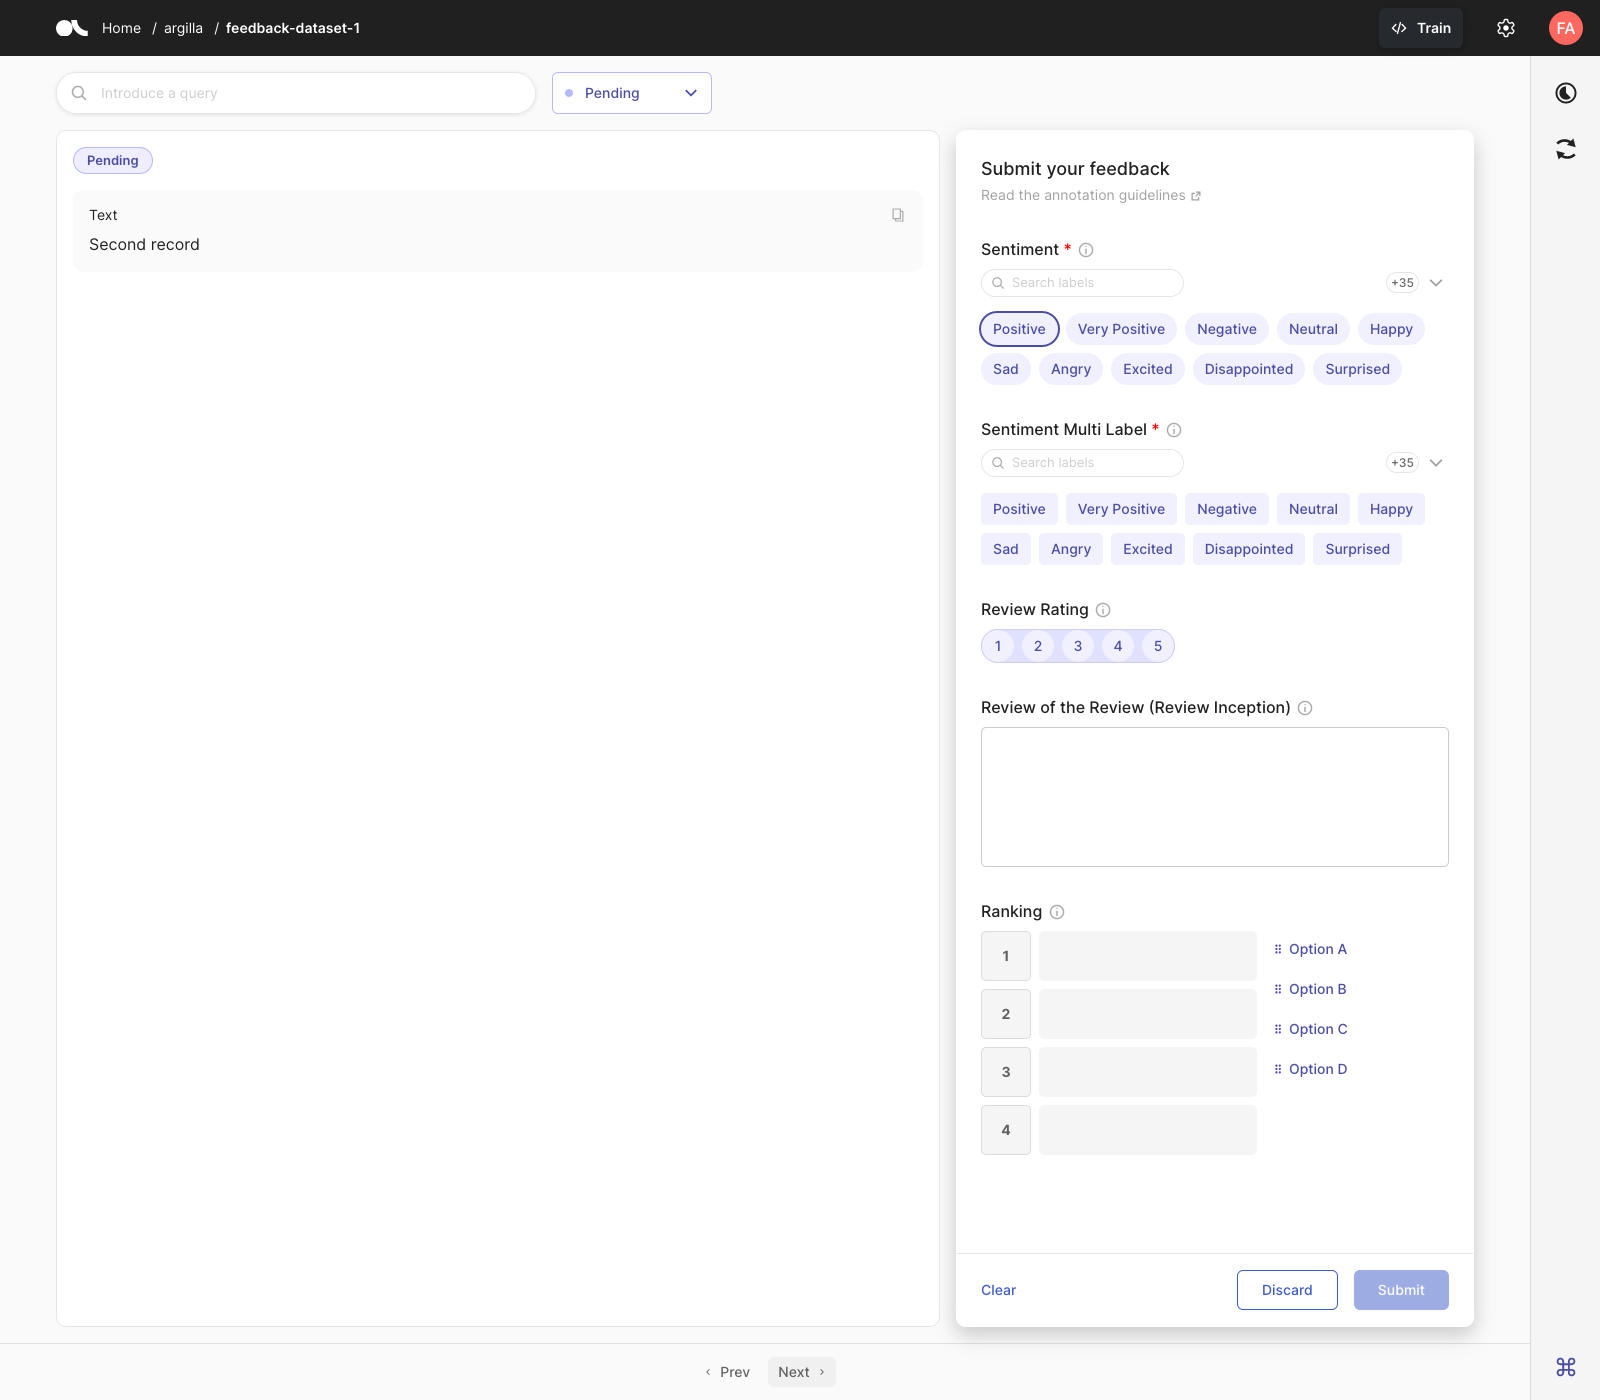 Home / argilla / feedback-dataset-1
Train
FA
Introduce a query
Pending
Pending
Text
Second record
Submit your feedback
Read the annotation guidelines
Sentiment *
Search labels
+35
Positive Very Positive Negative Neutral Happy
Sad Angry Excited Disappointed Surprised
Sentiment Multi Label *
Search labels
+35
Positive Very Positive Negative Neutral Happy
Sad Angry Excited Disappointed Surprised
Review Rating
1 2 3 4 5
Review of the Review (Review Inception)
Ranking
1
2
3
4
Option A
Option B
Option C
Option D
Clear
Discard
Submit
Prev
Next